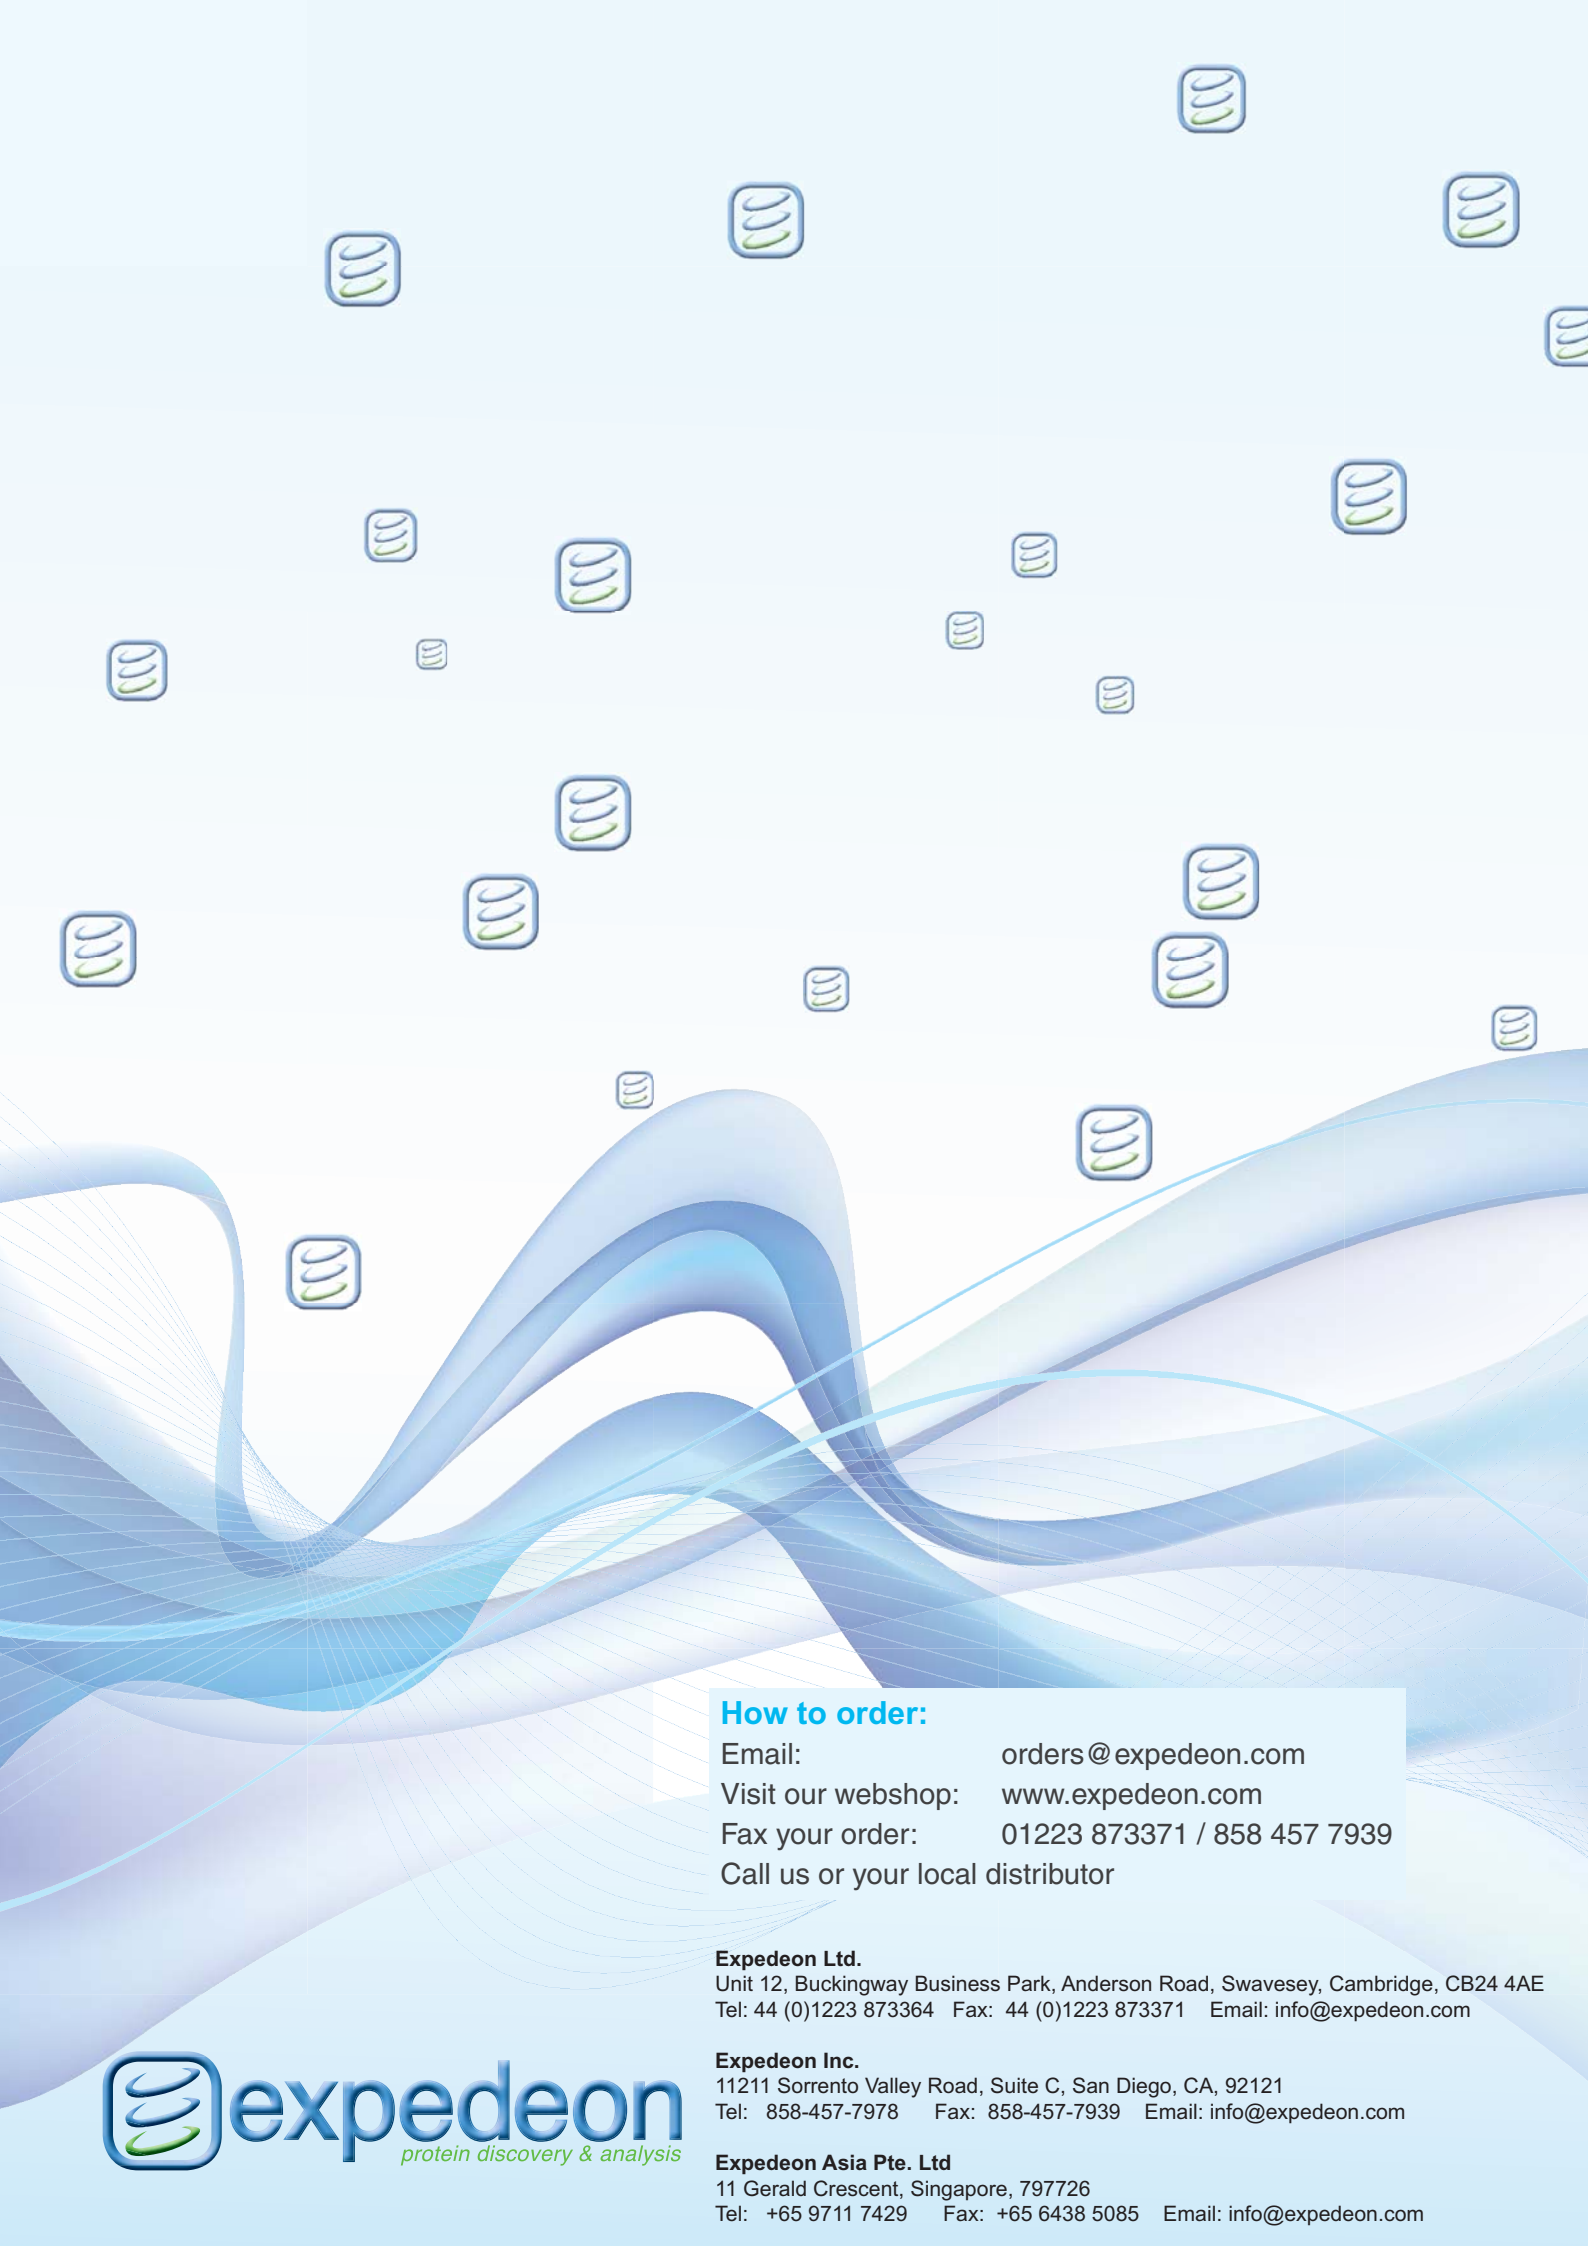 How to order:
Email: orders@expedeon.com
Visit our webshop: www.expedeon.com
Fax your order: 01223 873371 / 858 457 7939
Call us or your local distributor
Expedeon Ltd.
Unit 12, Buckingway Business Park, Anderson Road, Swavesey, Cambridge, CB24 4AE
Tel: 44 (0)1223 873364 Fax: 44 (0)1223 873371 Email: info@expedeon.com
Expedeon Inc.
11211 Sorrento Valley Road, Suite C, San Diego, CA, 92121
Tel: 858-457-7978 Fax: 858-457-7939 Email: info@expedeon.com
Expedeon Asia Pte. Ltd
11 Gerald Crescent, Singapore, 797726
Tel: +65 9711 7429 Fax: +65 6438 5085 Email: info@expedeon.com
expedeon
protein discovery & analysis